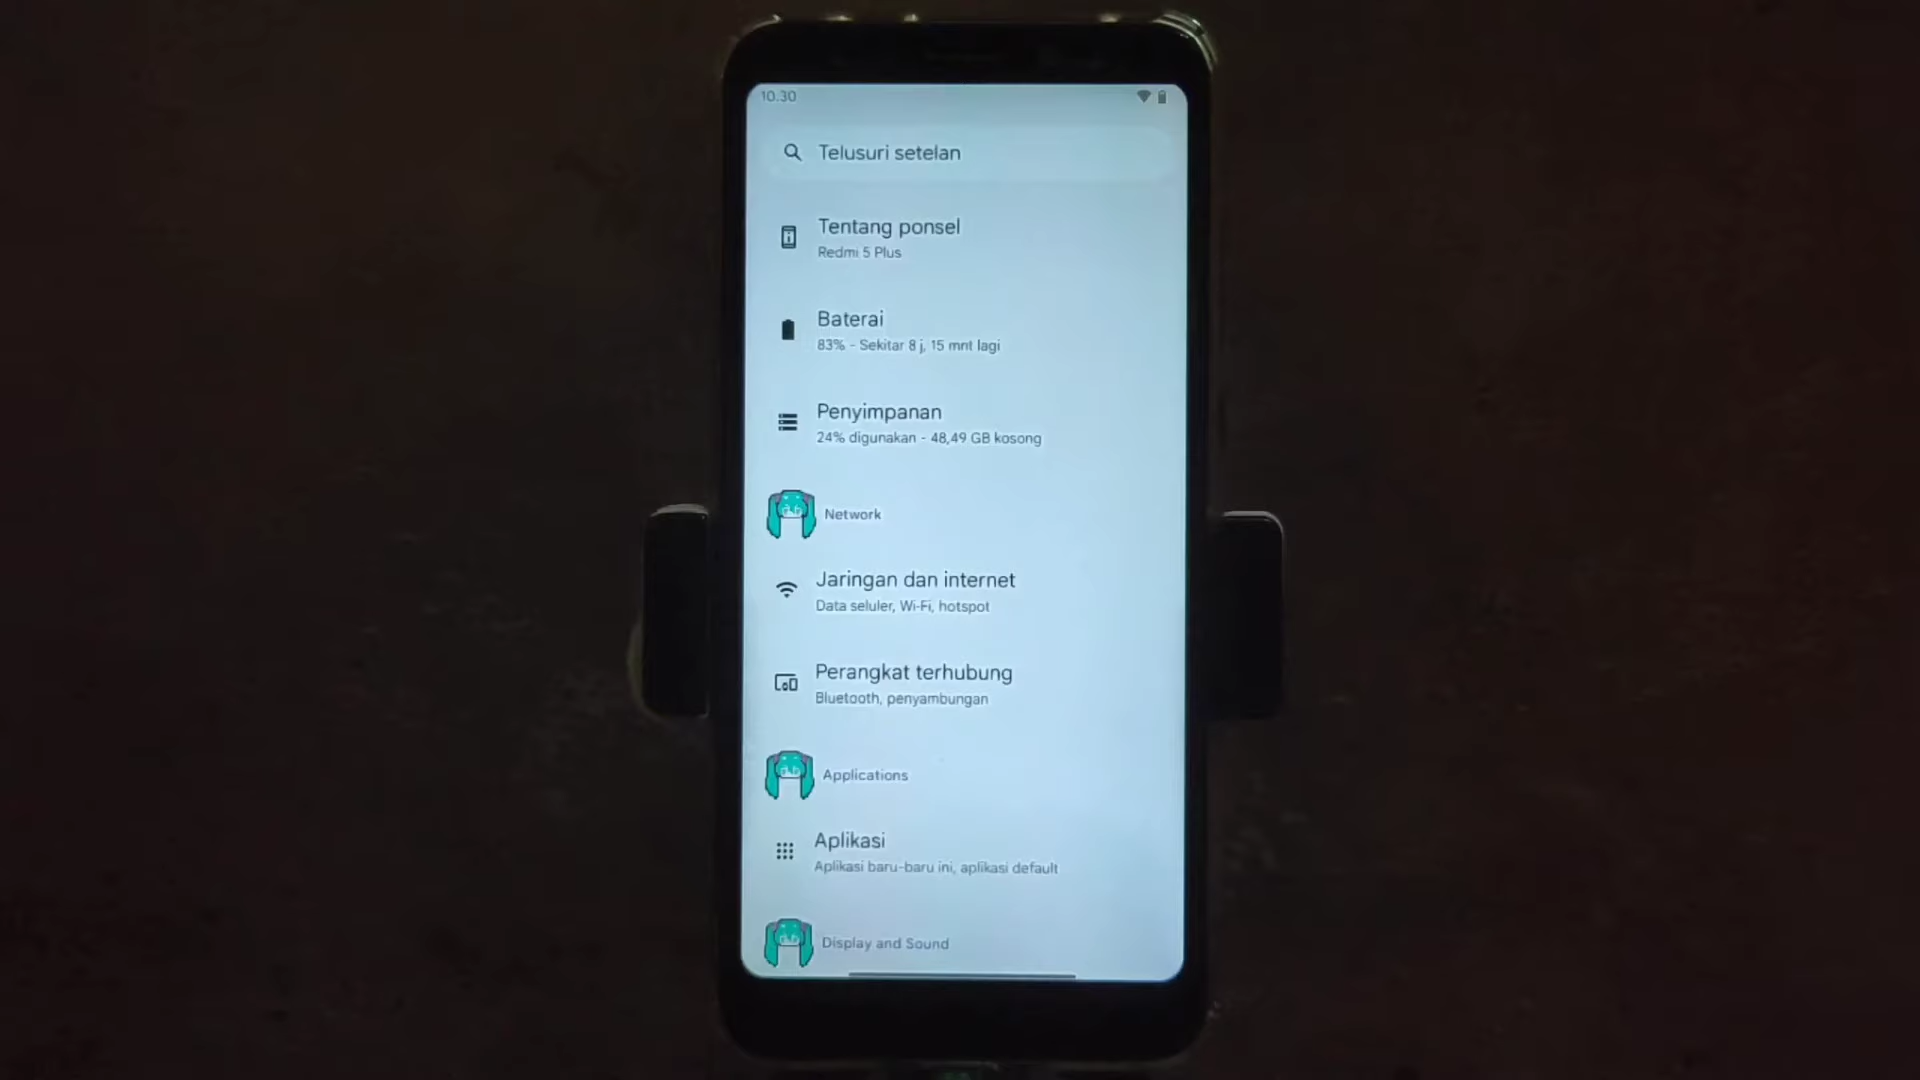 10.30
Telusuri setelan
Tentang ponsel
Redmi 5 Plus
Baterai
83% - Sekitar 8 j, 15 mnt lagi
Penyimpanan
24% digunakan - 48,49 GB kosong
Network
Jaringan dan internet
Data seluler, Wi-Fi, hotspot
Perangkat terhubung
Bluetooth, penyambungan
Applications
Aplikasi
Aplikasi baru-baru ini, aplikasi default
Display and Sound